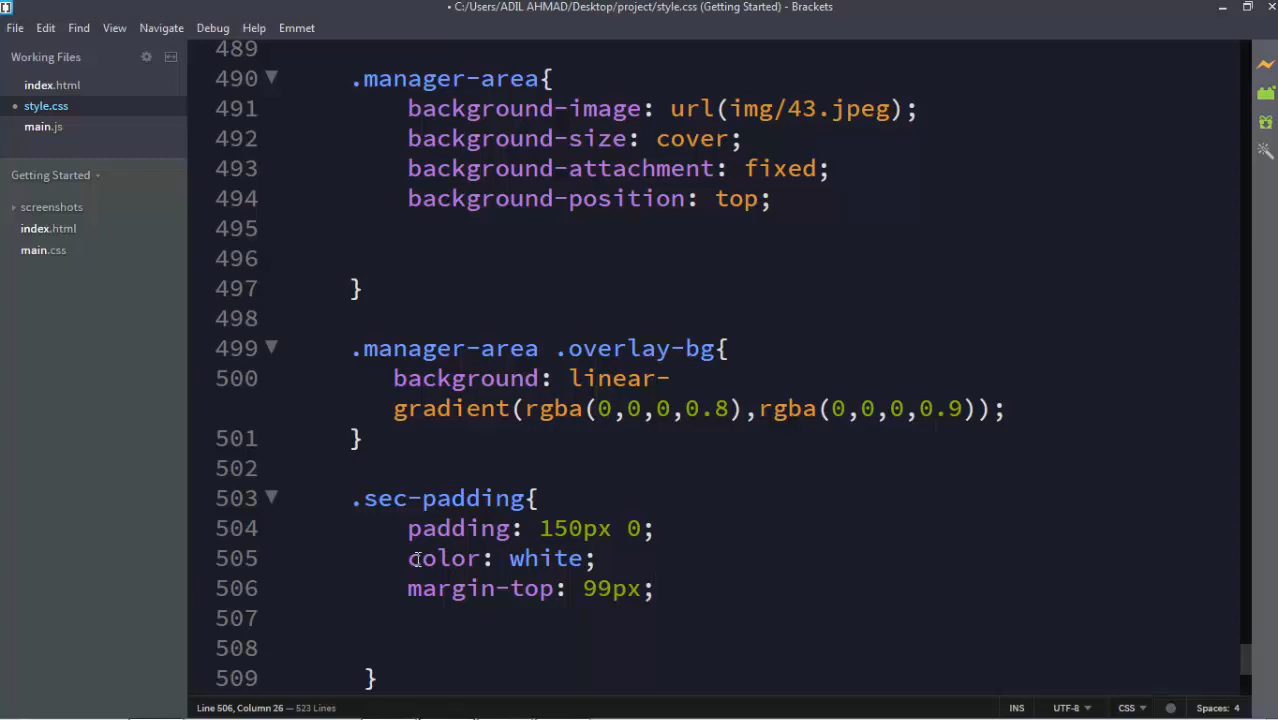 • C:/Users/ADIL AHMAD/Desktop/project/style.css (Getting Started) - Brackets
File Edit Find View Navigate Debug Help Emmet
Working Files
index.html
• style.css
main.js
Getting Started
screenshots
index.html
main.css
489
490 .manager-area{
491 background-image: url(img/43.jpeg);
492 background-size: cover;
493 background-attachment: fixed;
494 background-position: top;
495
496
497 }
498
499 .manager-area .overlay-bg{
500 background: linear-
gradient(rgba(0,0,0,0.8),rgba(0,0,0,0.9));
501 }
502
503 .sec-padding{
504 padding: 150px 0;
505 color: white;
506 margin-top: 99px;
507
508
509 }
Line 506, Column 26 — 523 Lines
INS UTF-8 CSS Spaces: 4